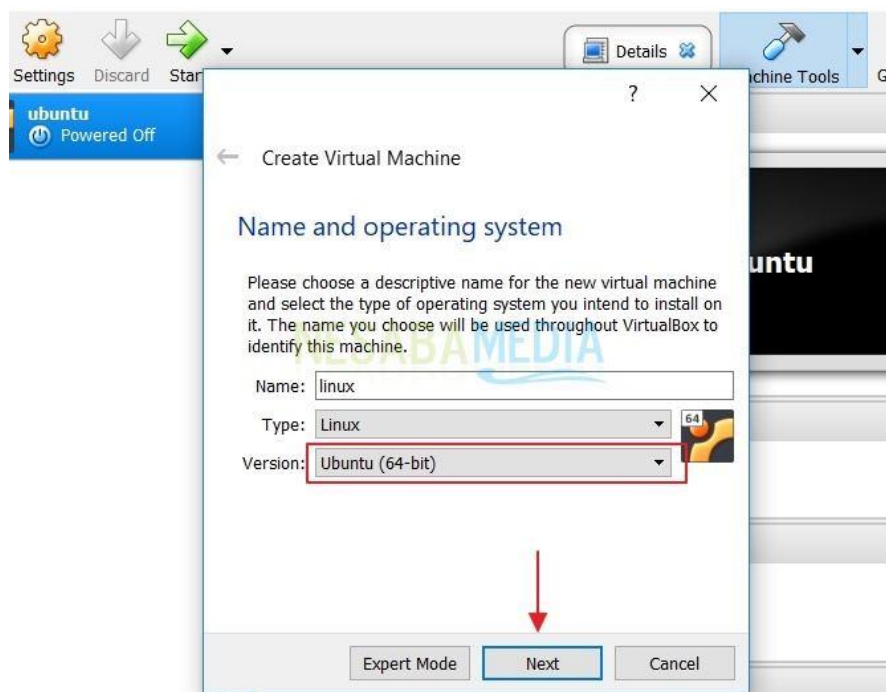 Settings Discard Star
Details
chine Tools
G
ubuntu
Powered Off
?
Create Virtual Machine
Name and operating system
untu
Please choose a descriptive name for the new virtual machine
and select the type of operating system you intend to install on
it. The name you choose will be used throughout VirtualBox to
identify this machine.
NESABAMEDIA
Name: linux
Type: Linux
64
Version: Ubuntu (64-bit)
Expert Mode Next Cancel